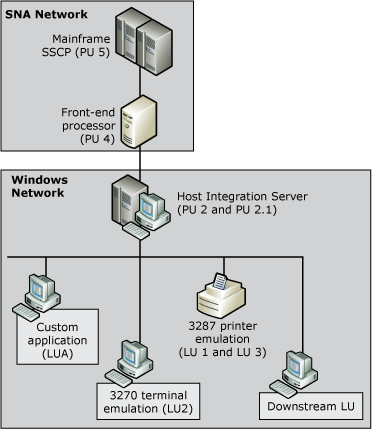 SNA Network
Mainframe
SSCP (PU 5)
Front-end
processor
(PU 4)
Windows
Network
Host Integration Server
(PU 2 and PU 2.1)
Custom
application
(LUA)
3270 terminal
emulation (LU2)
3287 printer
emulation
(LU 1 and LU 3)
Downstream LU